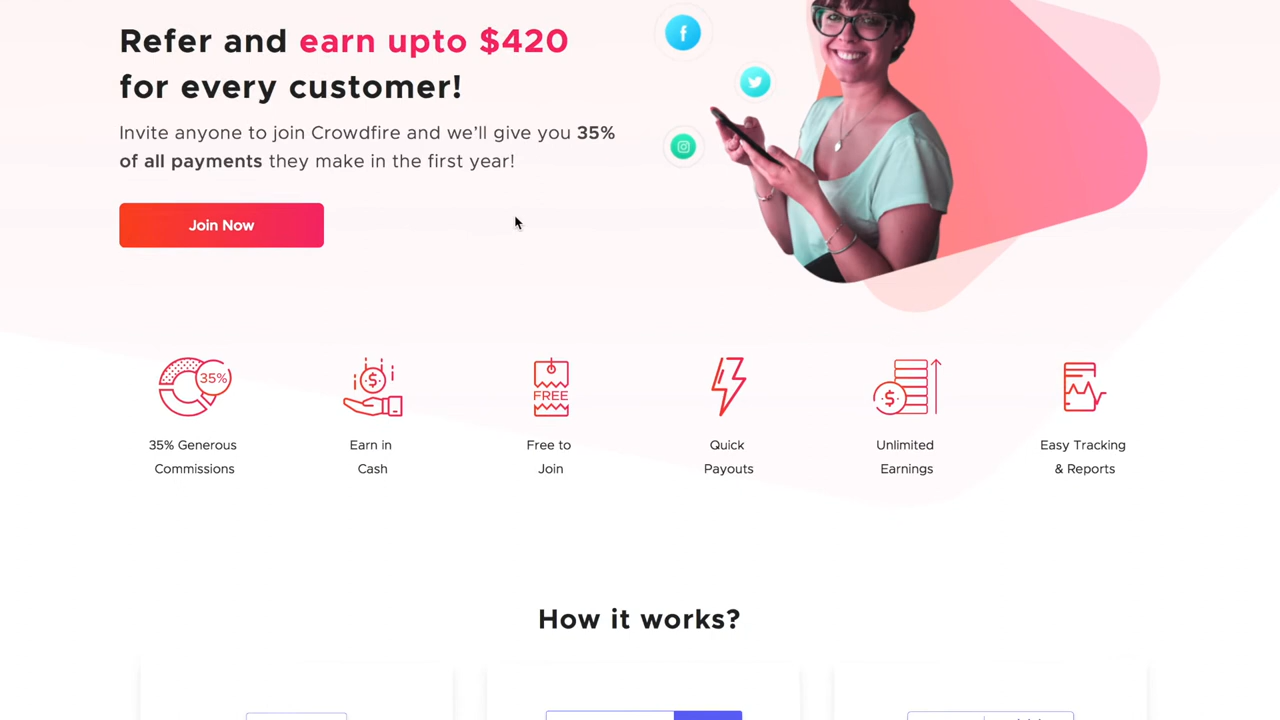 Refer and earn upto $420
for every customer!
Invite anyone to join Crowdfire and we'll give you 35%
of all payments they make in the first year!
Join Now
35%
FREE
35% Generous
Commissions
Earn in
Cash
Free to
Join
Quick
Payouts
Unlimited
Earnings
Easy Tracking
& Reports
How it works?